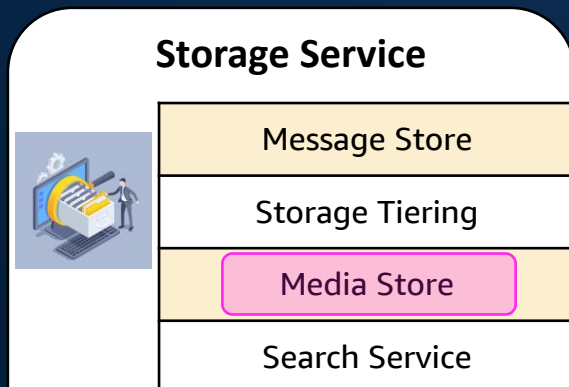 Storage Service
Message Store
Storage Tiering
Media Store
Search Service